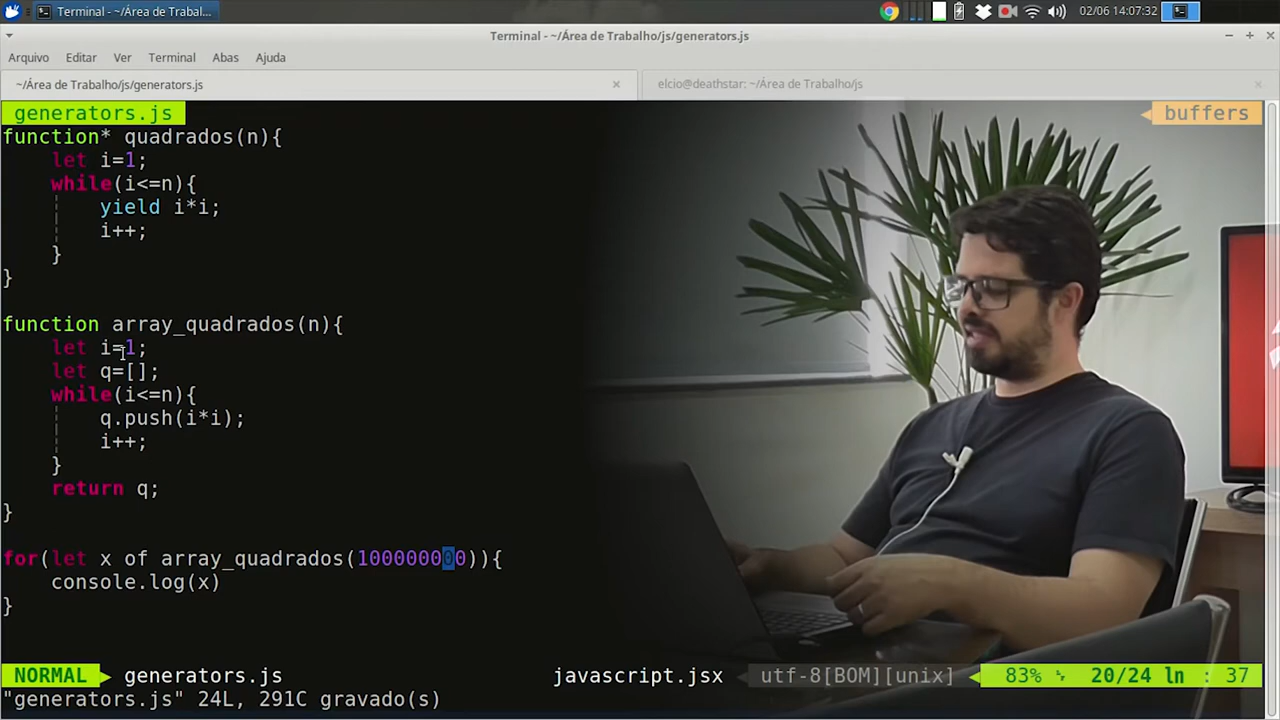 Terminal - ~/Área de Trabal...
02/06 14:07:32
Terminal - ~/Área de Trabalho/js/generators.js
Arquivo Editar Ver Terminal Abas Ajuda
~/Área de Trabalho/js/generators.js
elcio@deathstar: ~/Área de Trabalho/js
generators.js
buffers
function* quadrados(n){
let i=1;
while(i<=n){
yield i*i;
i++;
}
}
function array_quadrados(n){
let i=1;
let q=[];
while(i<=n){
q.push(i*i);
i++;
}
return q;
}
for(let x of array_quadrados(100000000)){
console.log(x)
}
NORMAL generators.js javascript.jsx utf-8[BOM][unix] 83% 20/24 ln : 37
"generators.js" 24L, 291C gravado(s)